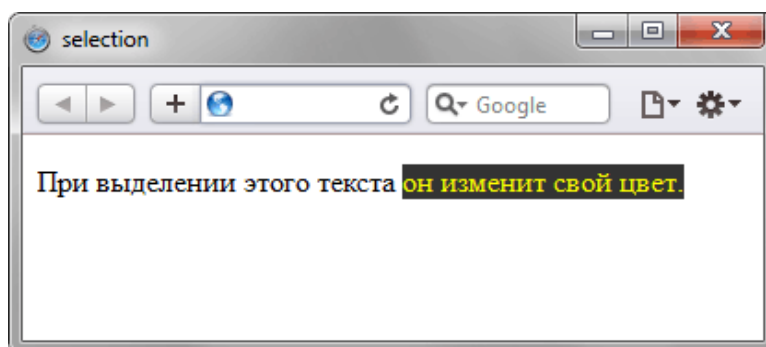 selection
Google
При выделении этого текста он изменит свой цвет.